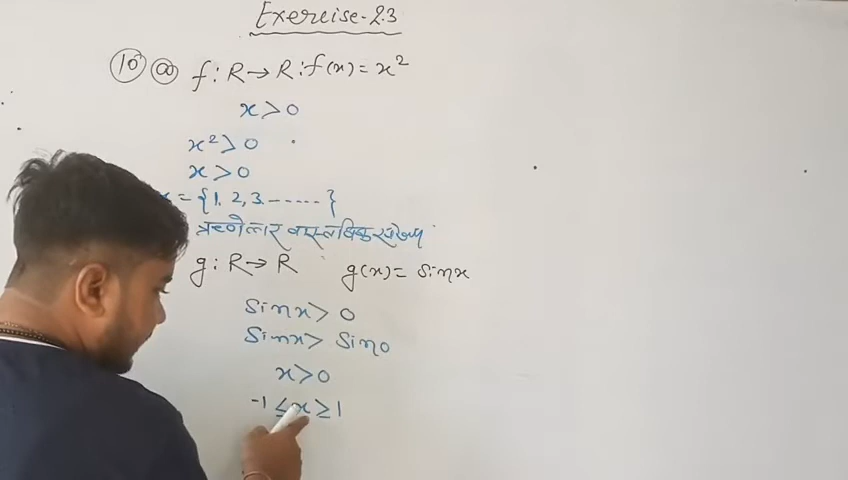 Exercise-2.3
10 (a) f: R→ R: f(x) = x²
x > 0
x² > 0
x > 0
= {1, 2, 3, ------}
g: R→ R g(x) = sinx
Sinx > 0
Sinx > Sin0
x > 0
-1 ≤ x ≥ 1